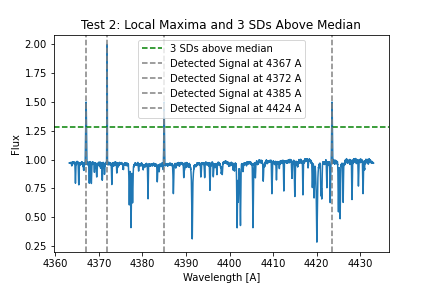 Test 2: Local Maxima and 3 SDs Above Median
2.00
1.75
1.50
1.25
1.00
0.75
0.50
0.25
Flux
3 SDs above median
Detected Signal at 4367 A
Detected Signal at 4372 A
Detected Signal at 4385 A
Detected Signal at 4424 A
4360 4370 4380 4390 4400 4410 4420 4430
Wavelength [A]